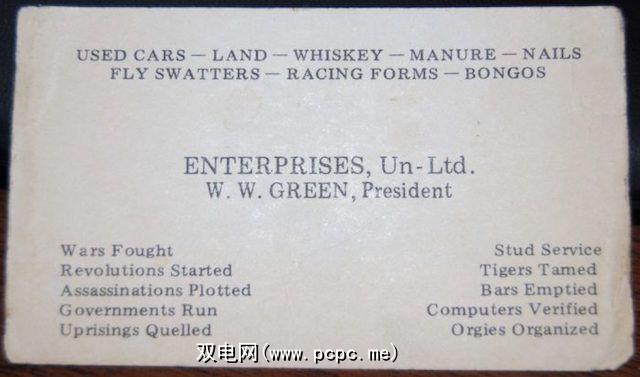 USED CARS — LAND — WHISKEY — MANURE — NAILS
FLY SWATTERS — RACING FORMS — BONGOS
ENTERPRISES, Un-Ltd.
W. W. GREEN, President
Wars Fought
Revolutions Started
Assassinations Plotted
Governments Run
Uprisings Quelled
Stud Service
Tigers Tamed
Bars Emptied
Computers Verified
Orgies Organized
双电网(www.pcpc.me)